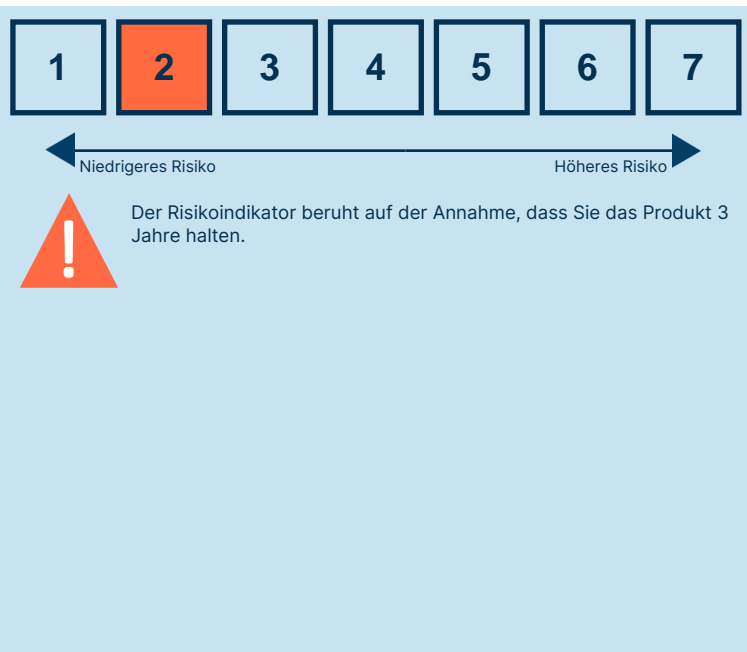 1 2 3 4 5 6 7
Niedrigeres Risiko Höheres Risiko
Der Risikoindikator beruht auf der Annahme, dass Sie das Produkt 3
Jahre halten.
!